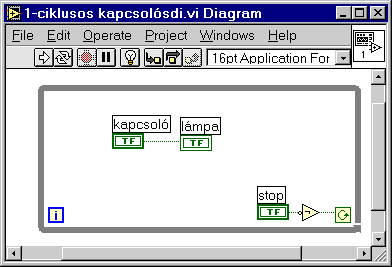 1-ciklusos kapcsolósdi.vi Diagram
File Edit Operate Project Windows Help
16pt Application For
1
kapcsoló lámpa
TF TF
stop
TF
i